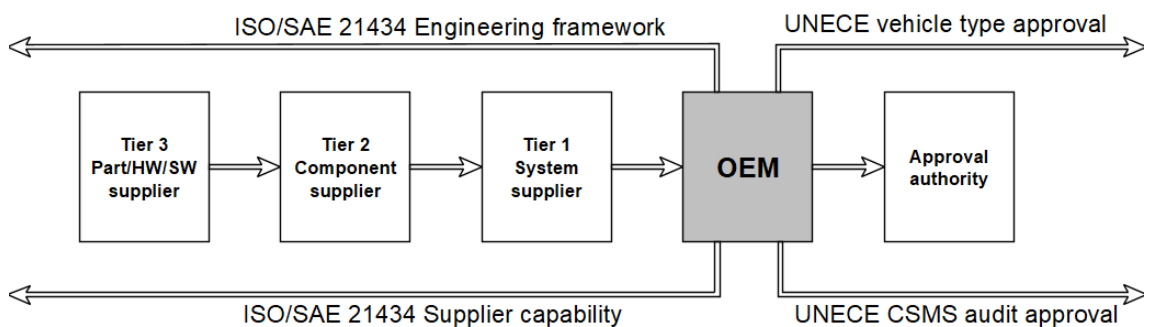 ISO/SAE 21434 Engineering framework
UNECE vehicle type approval
Tier 3
Part/HW/SW
supplier
Tier 2
Component
supplier
Tier 1
System
supplier
OEM
Approval
authority
ISO/SAE 21434 Supplier capability
UNECE CSMS audit approval